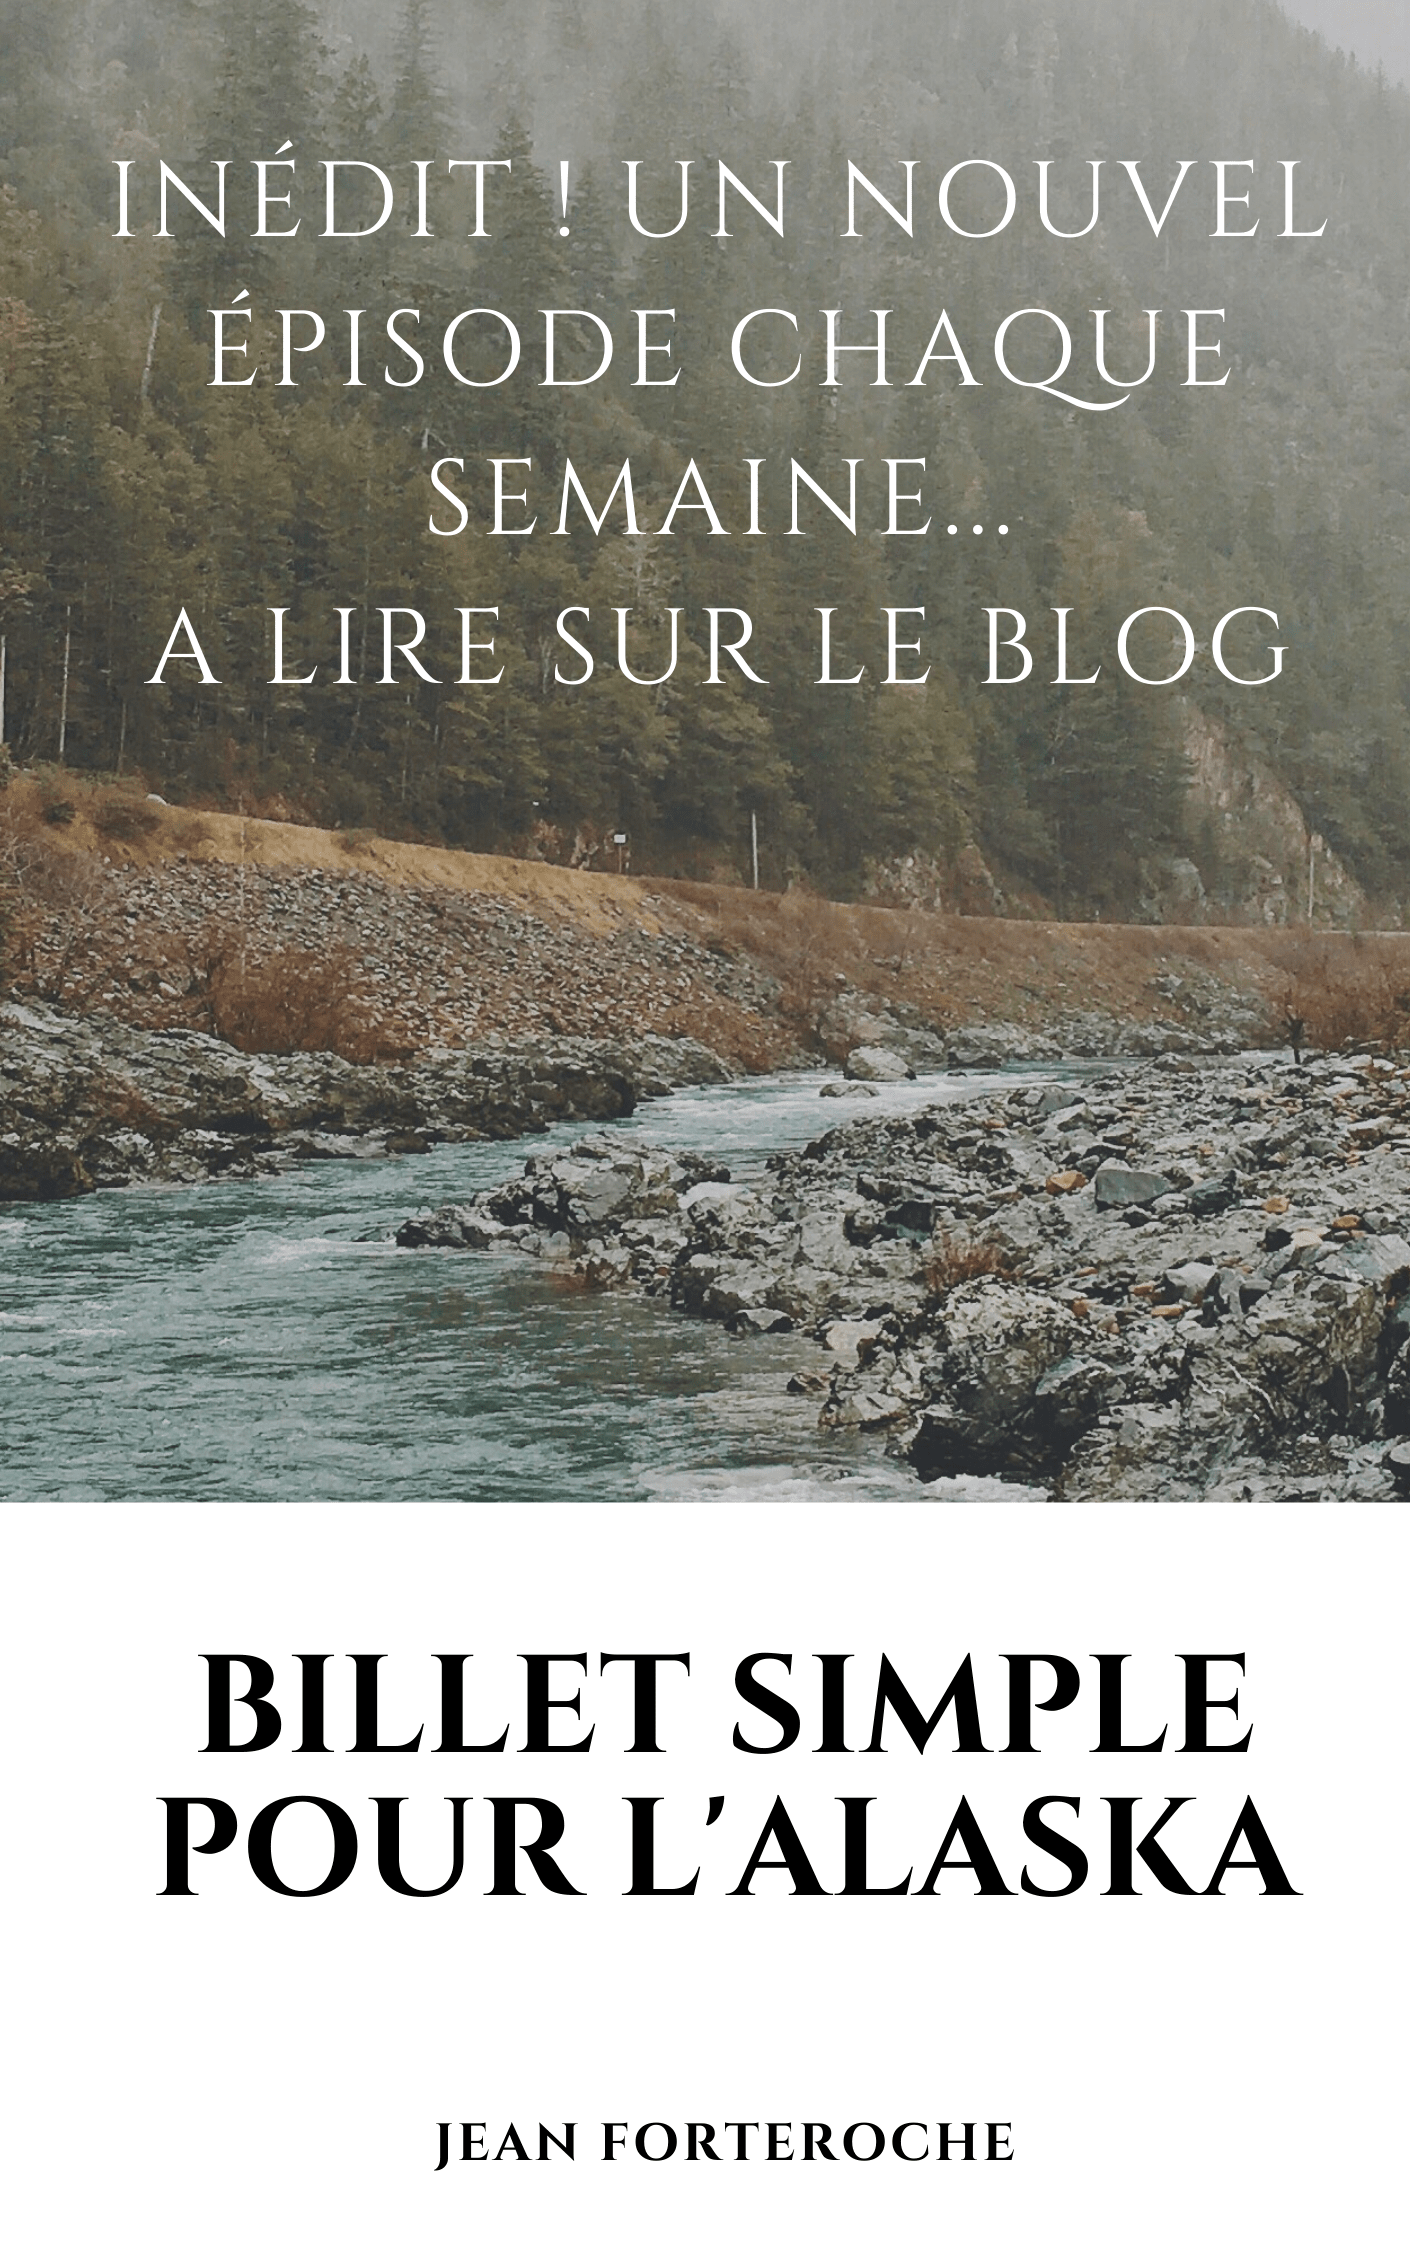 INÉDIT ! UN NOUVEL
ÉPISODE CHAQUE
SEMAINE...
A LIRE SUR LE BLOG
BILLET SIMPLE
POUR L'ALASKA
JEAN FORTEROCHE